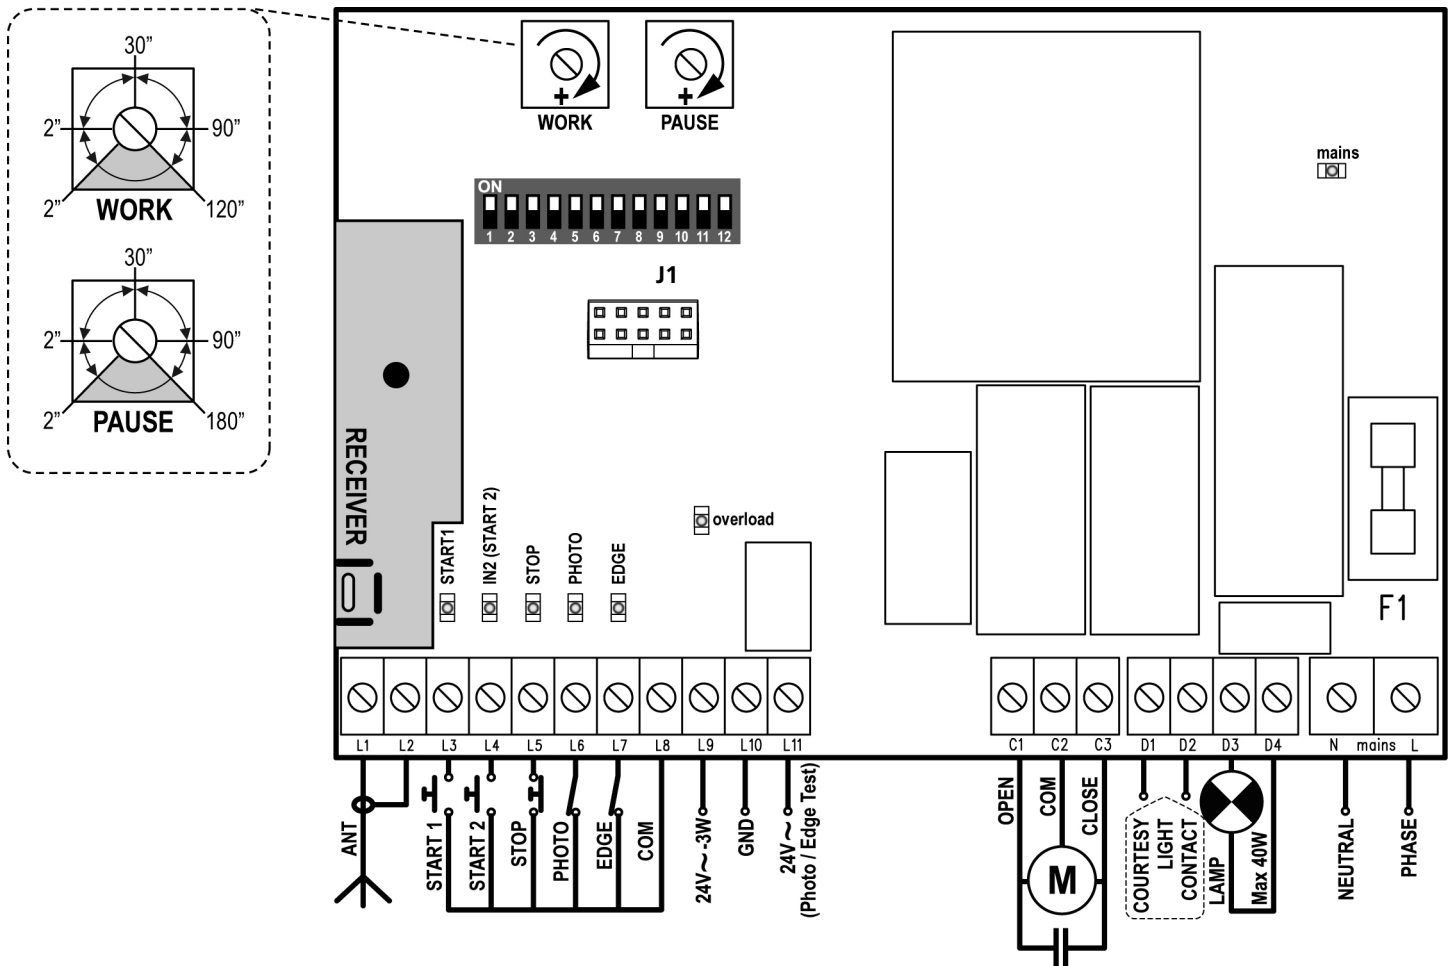 30”
2”
90”
2”
120”
WORK
30”
2”
90”
2”
180”
PAUSE
+
WORK
+
PAUSE
ON
1 2 3 4 5 6 7 8 9 10 11 12
J1
mains
RECEIVER
START1
IN2 (START 2)
STOP
PHOTO
EDGE
overload
F1
L1 L2 L3 L4 L5 L6 L7 L8 L9 L10 L11
C1 C2 C3
D1 D2 D3 D4
N mains L
ANT
START 1
START 2
STOP
PHOTO
EDGE
COM
24V~ -3W
GND
24V~
(Photo / Edge Test)
OPEN
COM
CLOSE
M
COURTESY
LIGHT
CONTACT
LAMP
Max 40W
NEUTRAL
PHASE